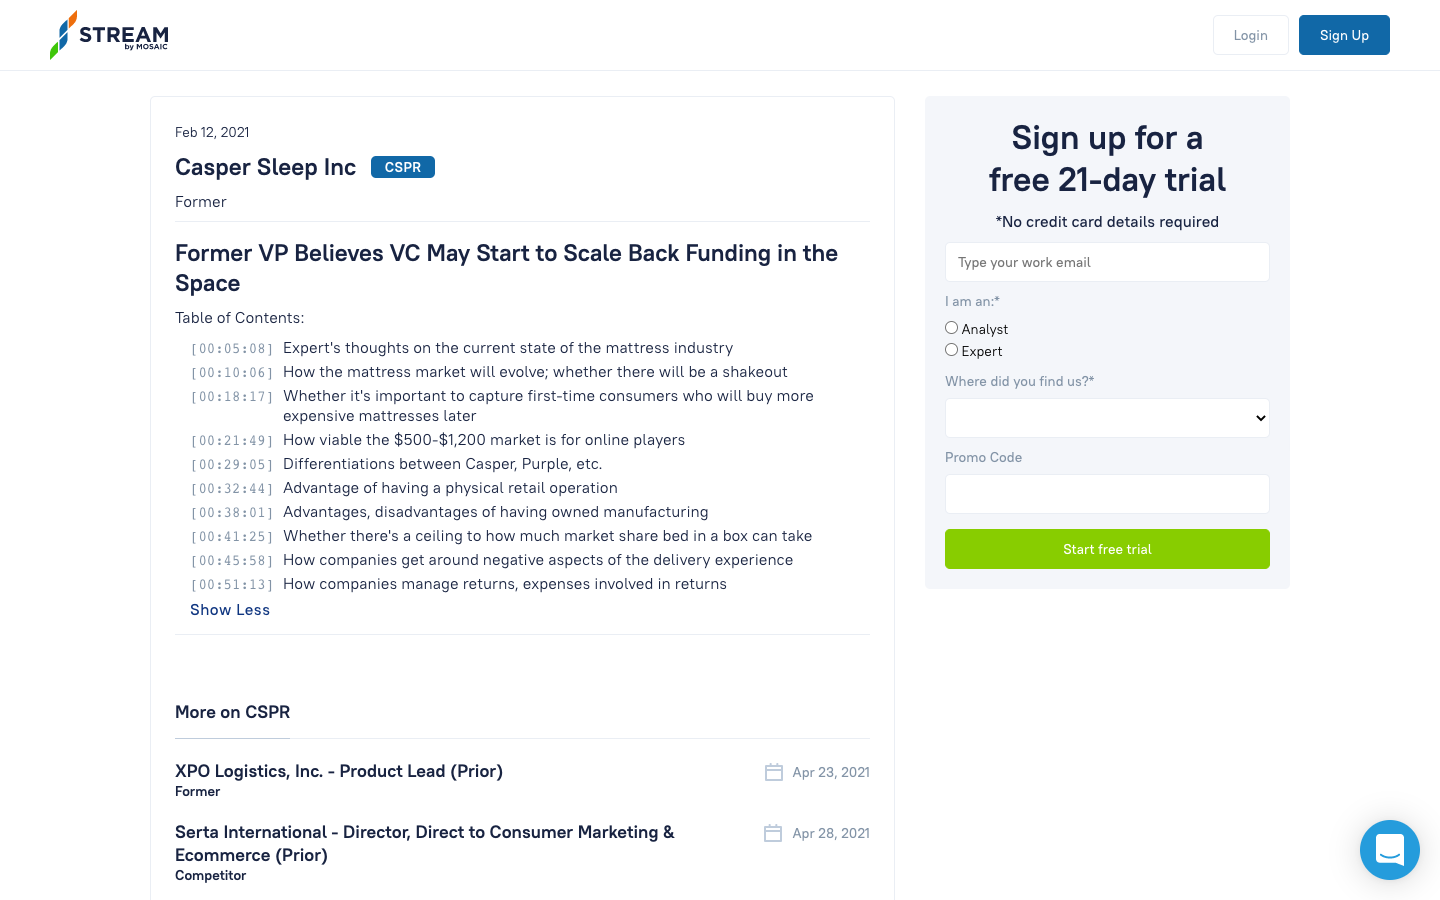 STREAM
by MOSAIC
Login
Sign Up
Feb 12, 2021
Casper Sleep Inc CSPR
Former
Former VP Believes VC May Start to Scale Back Funding in the
Space
Table of Contents:
[00:05:08] Expert's thoughts on the current state of the mattress industry
[00:10:06] How the mattress market will evolve; whether there will be a shakeout
[00:18:17] Whether it's important to capture first-time consumers who will buy more
expensive mattresses later
[00:21:49] How viable the $500-$1,200 market is for online players
[00:29:05] Differentiations between Casper, Purple, etc.
[00:32:44] Advantage of having a physical retail operation
[00:38:01] Advantages, disadvantages of having owned manufacturing
[00:41:25] Whether there's a ceiling to how much market share bed in a box can take
[00:45:58] How companies get around negative aspects of the delivery experience
[00:51:13] How companies manage returns, expenses involved in returns
Show Less
More on CSPR
XPO Logistics, Inc. - Product Lead (Prior)
Apr 23, 2021
Former
Serta International - Director, Direct to Consumer Marketing &
Ecommerce (Prior)
Apr 28, 2021
Competitor
Sign up for a
free 21-day trial
*No credit card details required
Type your work email
I am an:*
Analyst
Expert
Where did you find us?*
Promo Code
Start free trial